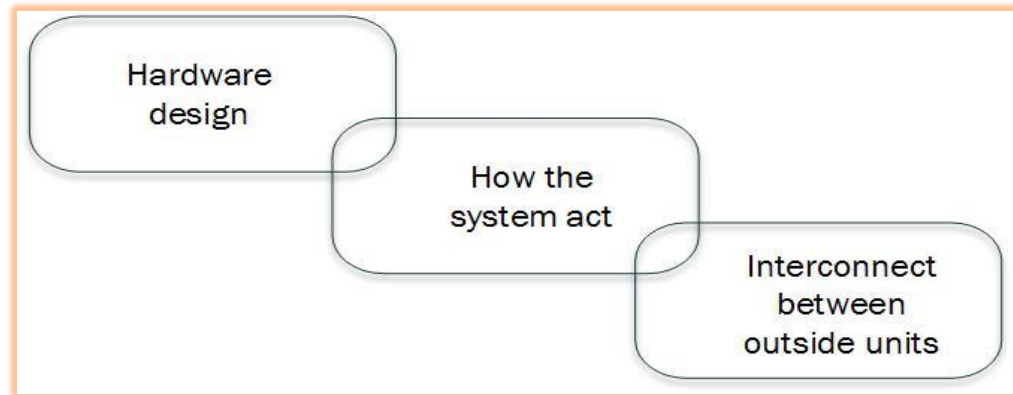 Hardware
design
How the
system act
Interconnect
between
outside units